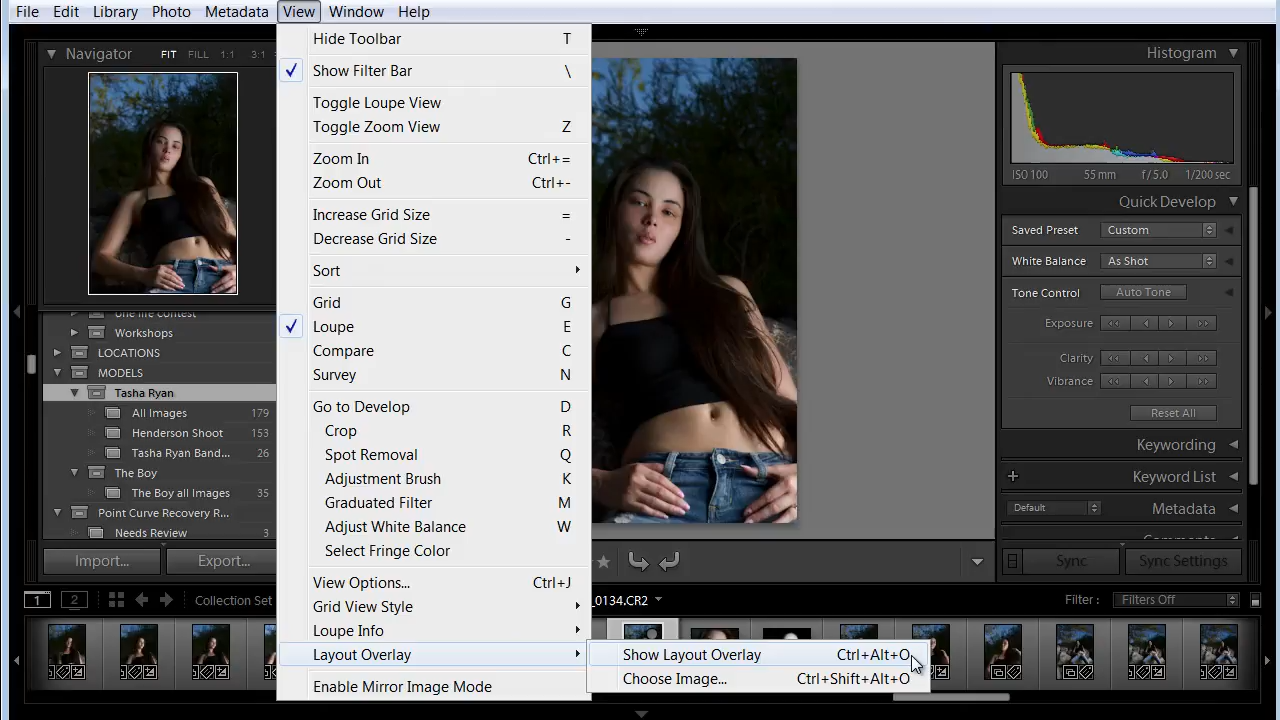 File Edit Library Photo Metadata View Window Help
Navigator FIT FILL 1:1 3:1
Workshops
LOCATIONS
MODELS
Tasha Ryan
All Images 179
Henderson Shoot 153
Tasha Ryan Band... 26
The Boy
The Boy all Images 35
Point Curve Recovery R...
Needs Review 3
Import... Export...
Hide Toolbar T
Show Filter Bar \
Toggle Loupe View
Toggle Zoom View Z
Zoom In Ctrl+=
Zoom Out Ctrl+-
Increase Grid Size =
Decrease Grid Size -
Sort
Grid G
Loupe E
Compare C
Survey N
Go to Develop D
Crop R
Spot Removal Q
Adjustment Brush K
Graduated Filter M
Adjust White Balance W
Select Fringe Color
View Options... Ctrl+J
Grid View Style
Loupe Info
Layout Overlay
Enable Mirror Image Mode
Show Layout Overlay Ctrl+Alt+O
Choose Image... Ctrl+Shift+Alt+O
Histogram
ISO 100 55 mm f / 5.0 1/200 sec
Quick Develop
Saved Preset Custom
White Balance As Shot
Tone Control Auto Tone
Exposure
Clarity
Vibrance
Reset All
Keywording
Keyword List
Default Metadata
Sync Sync Settings
1 2 Collection Set _0134.CR2 Filter : Filters Off